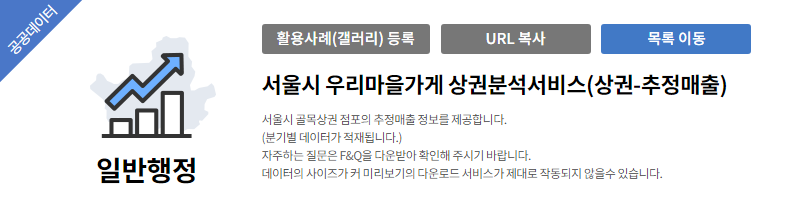 공공데이터
활용사례(갤러리) 등록
URL 복사
목록 이동
서울시 우리마을가게 상권분석서비스(상권-추정매출)
서울시 골목상권 점포의 추정매출 정보를 제공합니다.
(분기별 데이터가 적재됩니다.)
자주하는 질문은 F&Q을 다운받아 확인해 주시기 바랍니다.
데이터의 사이즈가 커 미리보기의 다운로드 서비스가 제대로 작동되지 않을수 있습니다.
일반행정